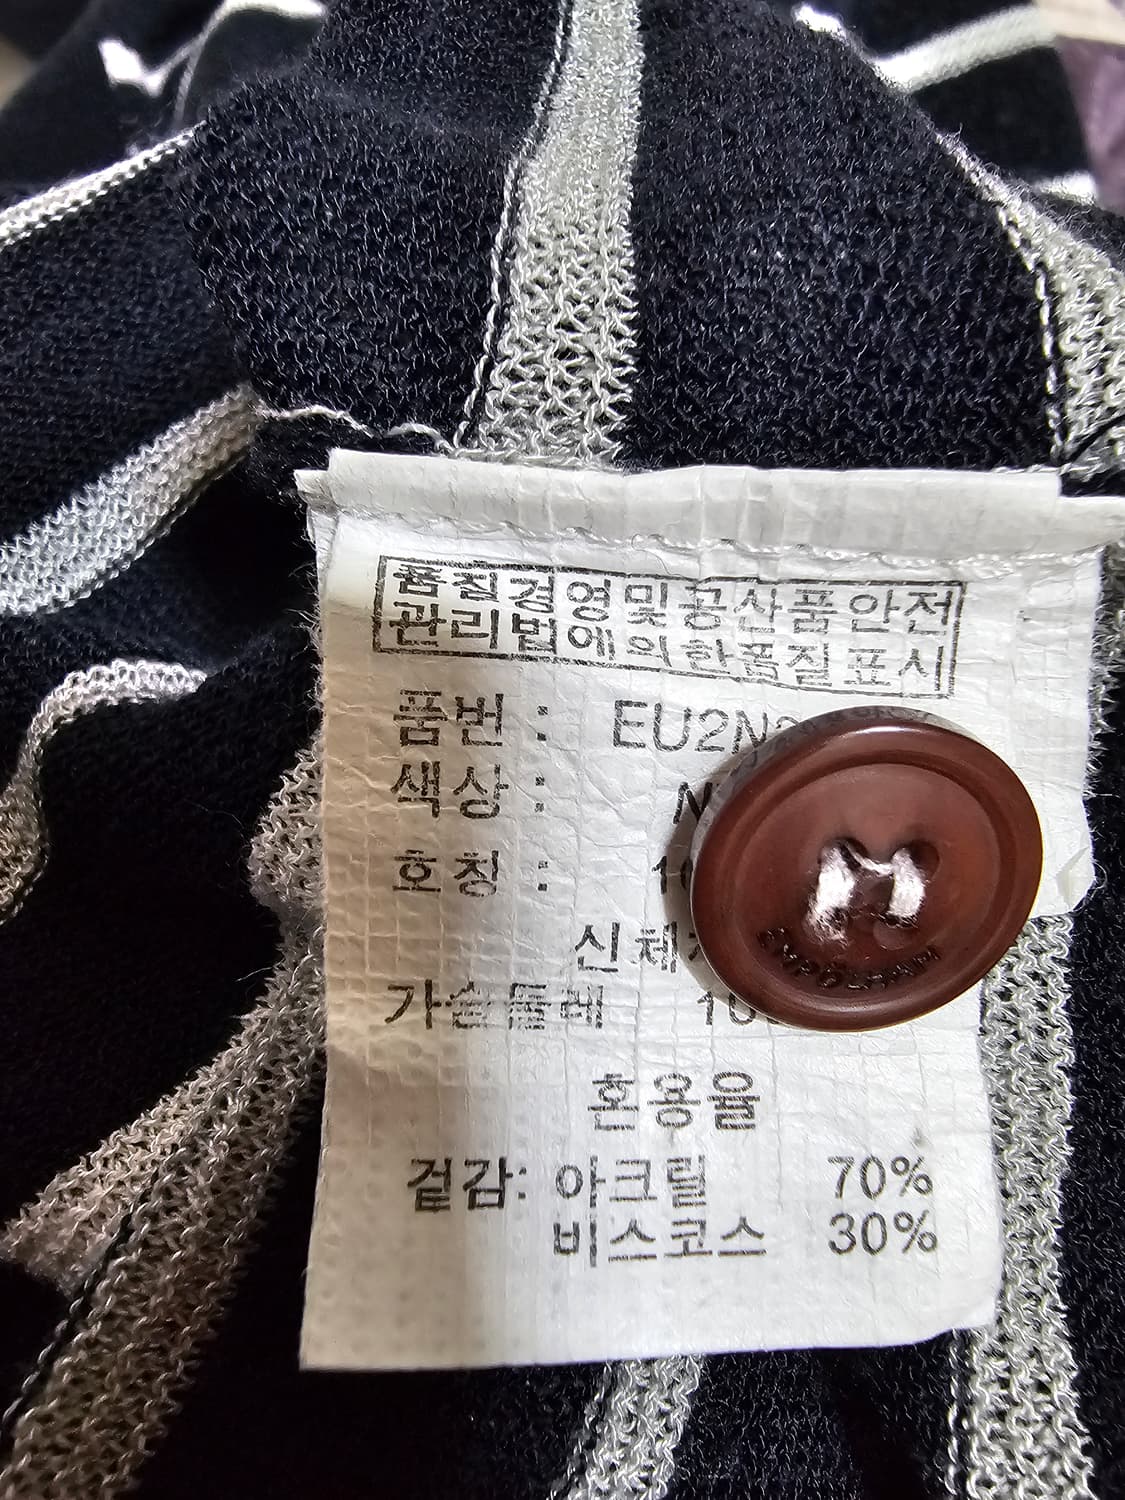 품질경영및공산품안전
관리법에의한품질표시
품번 : EU2N
색상 : N
호칭 : 1
신체
가슴둘레 10
혼용율
겉감: 아크릴 70%
비스코스 30%